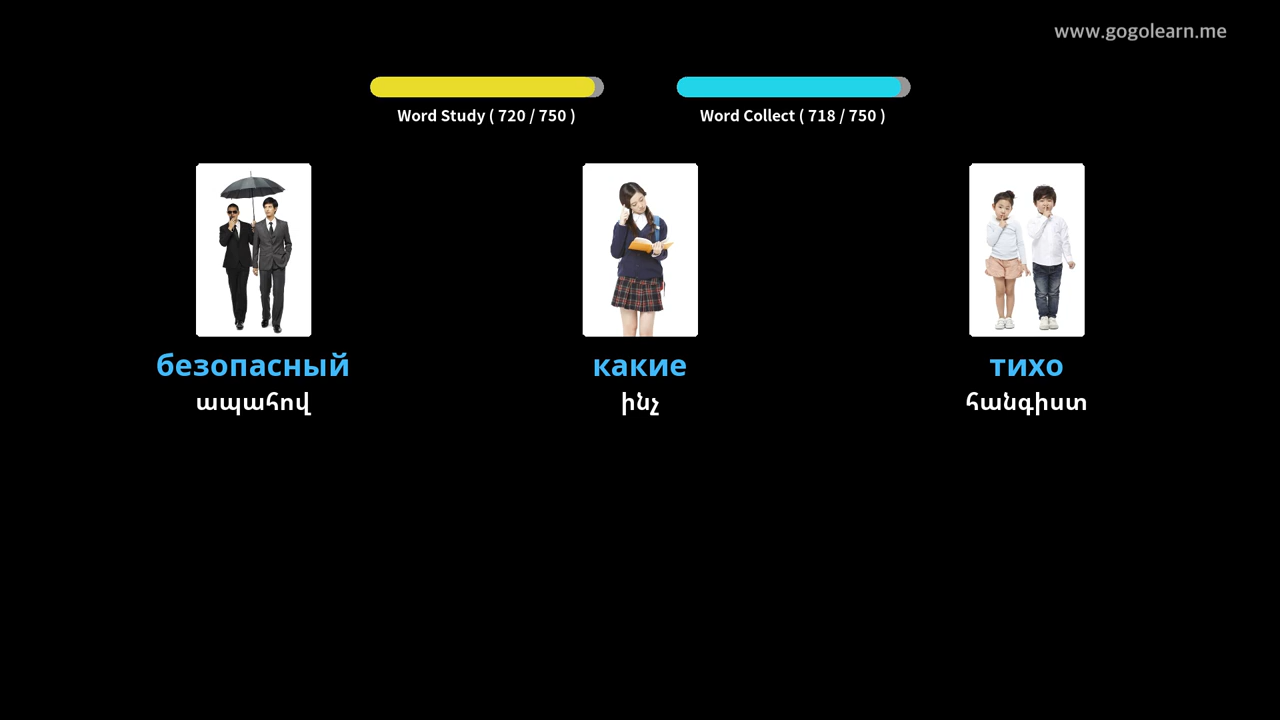 www.gogolearn.me
Word Study ( 720 / 750 )
Word Collect ( 718 / 750 )
безопасный
ապահով
какие
ինչ
тихо
հանգիստ